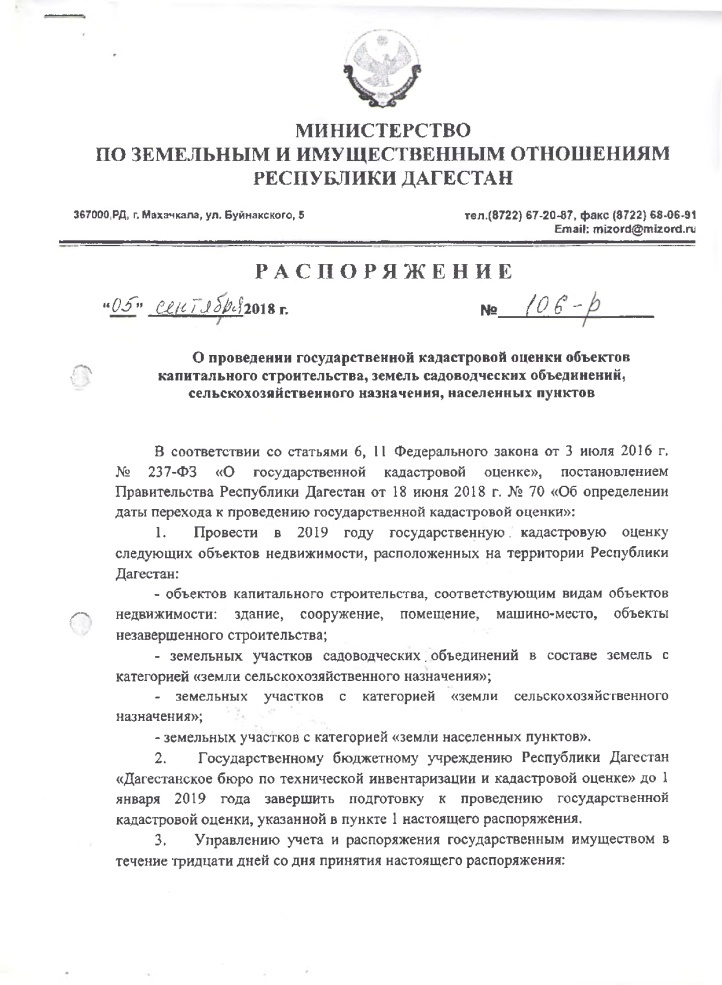 МИНИСТЕРСТВО
ПО ЗЕМЕЛЬНЫМ И ИМУЩЕСТВЕННЫМ ОТНОШЕНИЯМ
РЕСПУБЛИКИ ДАГЕСТАН
367000,РД, г. Махачкала, ул. Буйнакского, 5
тел.(8722) 67-20-87, факс (8722) 68-06-91
Email: mizord@mizord.ru
РАСПОРЯЖЕНИЕ
"05" сентября 2018 г. № 106-р
О проведении государственной кадастровой оценки объектов
капитального строительства, земель садоводческих объединений,
сельскохозяйственного назначения, населенных пунктов
В соответствии со статьями 6, 11 Федерального закона от 3 июля 2016 г.
№ 237-ФЗ «О государственной кадастровой оценке», постановлением
Правительства Республики Дагестан от 18 июня 2018 г. № 70 «Об определении
даты перехода к проведению государственной кадастровой оценки»:
1. Провести в 2019 году государственную кадастровую оценку
следующих объектов недвижимости, расположенных на территории Республики
Дагестан:
- объектов капитального строительства, соответствующим видам объектов
недвижимости: здание, сооружение, помещение, машино-место, объекты
незавершенного строительства;
- земельных участков садоводческих объединений в составе земель с
категорией «земли сельскохозяйственного назначения»;
- земельных участков с категорией «земли сельскохозяйственного
назначения»;
- земельных участков с категорией «земли населенных пунктов».
2. Государственному бюджетному учреждению Республики Дагестан
«Дагестанское бюро по технической инвентаризации и кадастровой оценке» до 1
января 2019 года завершить подготовку к проведению государственной
кадастровой оценки, указанной в пункте 1 настоящего распоряжения.
3. Управлению учета и распоряжения государственным имуществом в
течение тридцати дней со дня принятия настоящего распоряжения: